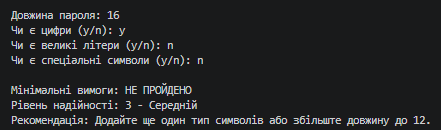 Довжина пароля: 16
Чи є цифри (y/n): y
Чи є великі літери (y/n): n
Чи є спеціальні символи (y/n): n
Мінімальні вимоги: НЕ ПРОЙДЕНО
Рівень надійності: 3 - Середній
Рекомендація: Додайте ще один тип символів або збільште довжину до 12.